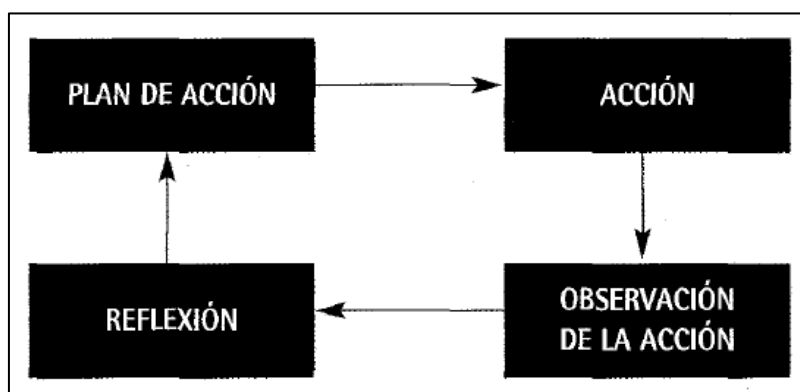 PLAN DE ACCIÓN
ACCIÓN
REFLEXIÓN
OBSERVACIÓN
DE LA ACCIÓN